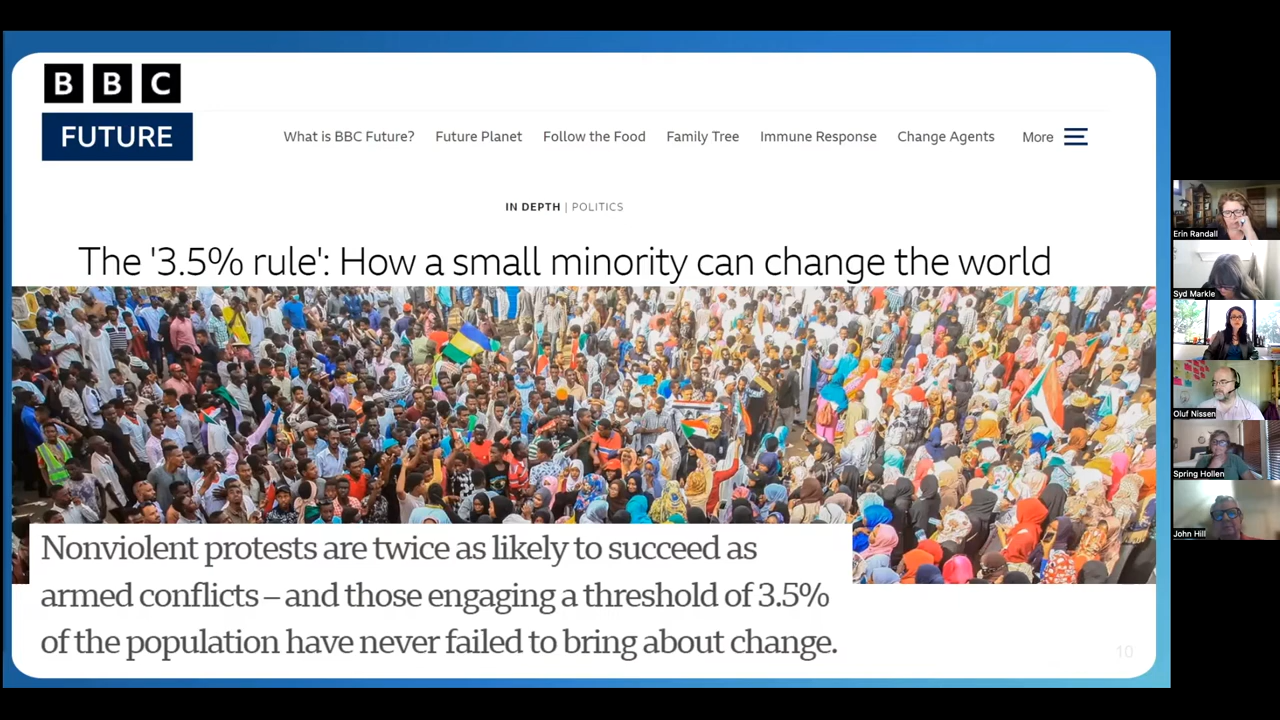 BBC
FUTURE
What is BBC Future? Future Planet Follow the Food Family Tree Immune Response Change Agents More
IN DEPTH | POLITICS
The '3.5% rule': How a small minority can change the world
Nonviolent protests are twice as likely to succeed as
armed conflicts – and those engaging a threshold of 3.5%
of the population have never failed to bring about change.
10
Erin Randall
Syd Markle
Oluf Nissen
Spring Hollen
John Hill